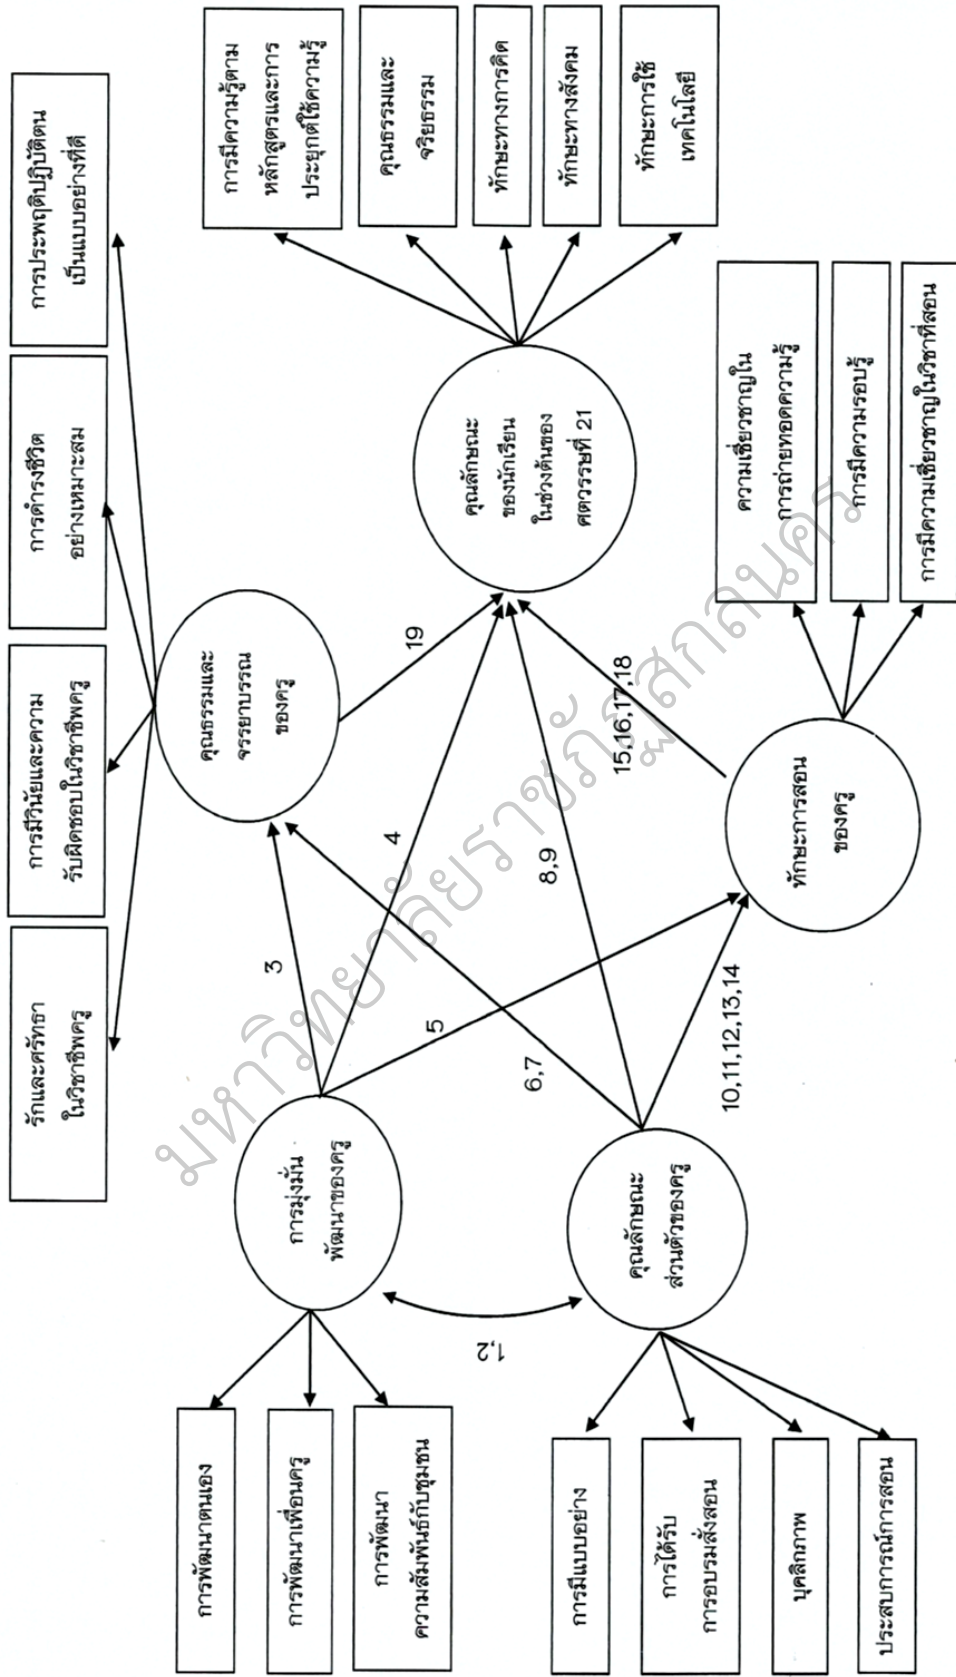 การพัฒนาตนเอง
การพัฒนาเพื่อนครู
การพัฒนา
ความสัมพันธ์กับชุมชน
การมีแบบอย่าง
การได้รับ
การอบรมสั่งสอน
บุคลิกภาพ
ประสบการณ์การสอน
การมุ่งมั่น
พัฒนาของครู
1,2
คุณลักษณะ
ส่วนตัวของครู
รักและศรัทธา
ในวิชาชีพครู
การมีวินัยและความ
รับผิดชอบในวิชาชีพครู
การดำรงชีวิต
อย่างเหมาะสม
การประพฤติปฏิบัติตน
เป็นแบบอย่างที่ดี
3
4
5
6,7
8,9
10,11,12,13,14
คุณธรรมและ
จรรยาบรรณ
ของครู
19
15,16,17,18
ทักษะการสอน
ของครู
คุณลักษณะ
ของนักเรียน
ในช่วงต้นของ
ศตวรรษที่ 21
การมีความรู้ตาม
หลักสูตรและการ
ประยุกต์ใช้ความรู้
คุณธรรมและ
จริยธรรม
ทักษะทางการคิด
ทักษะทางสังคม
ทักษะการใช้
เทคโนโลยี
ความเชี่ยวชาญใน
การถ่ายทอดความรู้
การมีความรอบรู้
การมีความเชี่ยวชาญในวิชาที่สอน
มหาวิทยาลัยราชภัฏสกลนคร